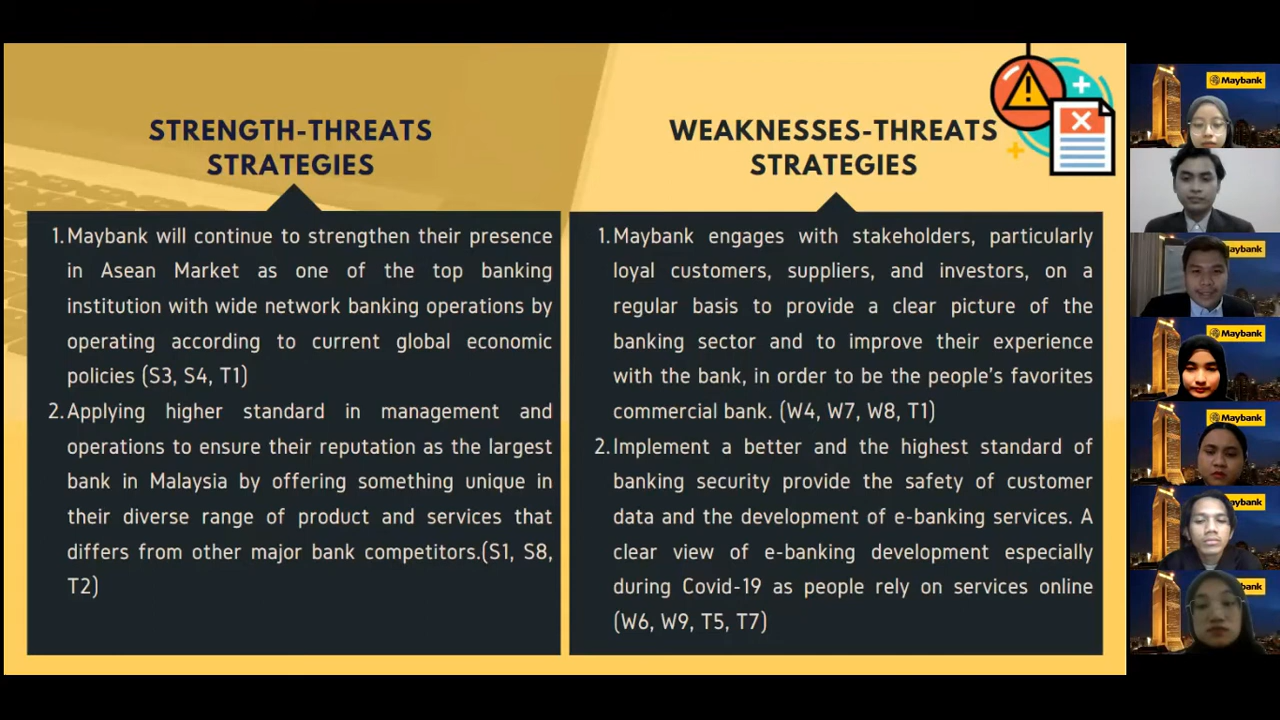 STRENGTH-THREATS
STRATEGIES
1. Maybank will continue to strengthen their presence
in Asean Market as one of the top banking
institution with wide network banking operations by
operating according to current global economic
policies (S3, S4, T1)
2. Applying higher standard in management and
operations to ensure their reputation as the largest
bank in Malaysia by offering something unique in
their diverse range of product and services that
differs from other major bank competitors.(S1, S8,
T2)
WEAKNESSES-THREATS
STRATEGIES
1. Maybank engages with stakeholders, particularly
loyal customers, suppliers, and investors, on a
regular basis to provide a clear picture of the
banking sector and to improve their experience
with the bank, in order to be the people's favorites
commercial bank. (W4, W7, W8, T1)
2. Implement a better and the highest standard of
banking security provide the safety of customer
data and the development of e-banking services. A
clear view of e-banking development especially
during Covid-19 as people rely on services online
(W6, W9, T5, T7)
Maybank
aybank
Maybank
Maybank
aybank
bank